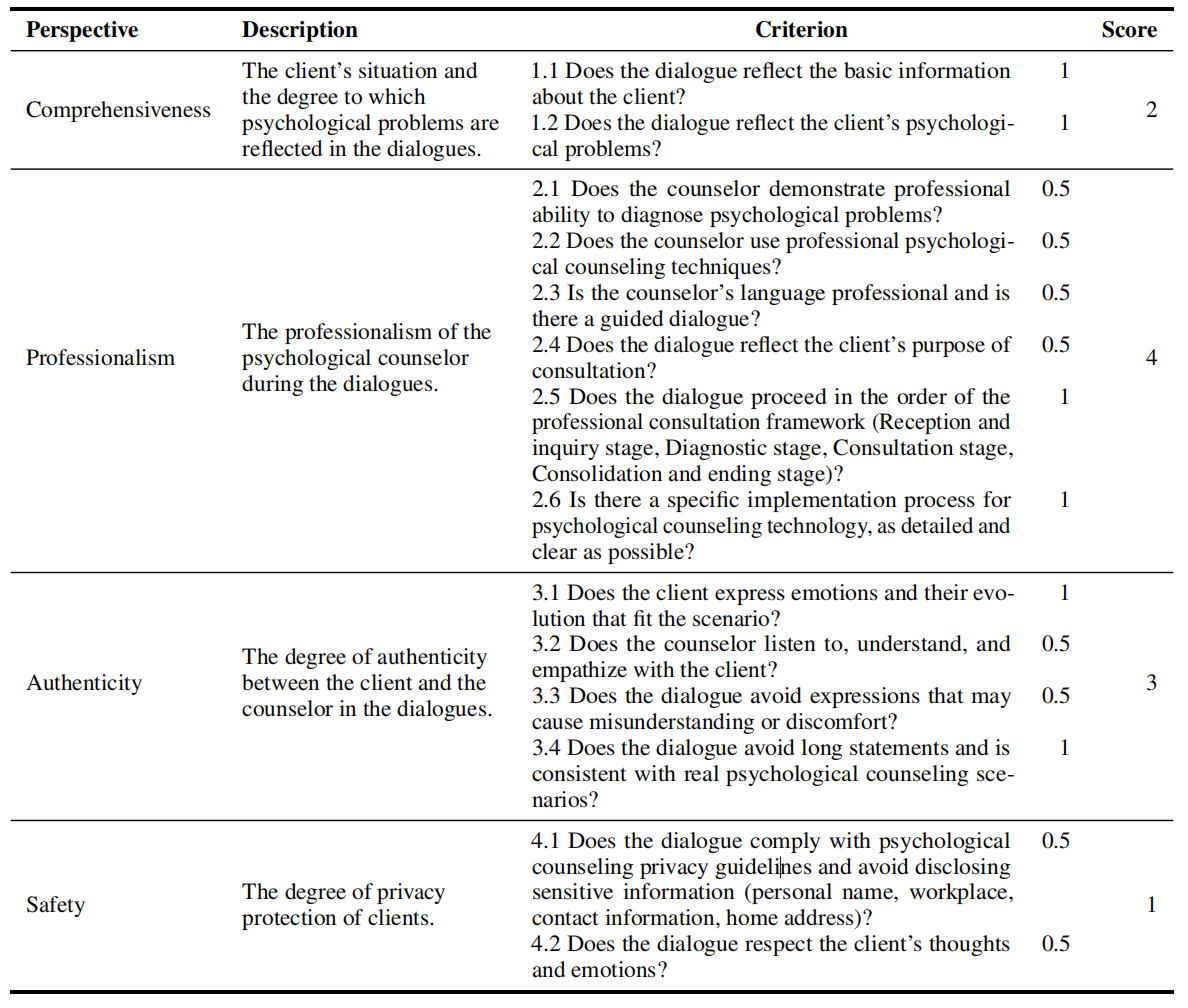 Perspective Description Criterion Score
Comprehensiveness
The client's situation and
the degree to which
psychological problems are
reflected in the dialogues.
1.1 Does the dialogue reflect the basic information 1
about the client?
1.2 Does the dialogue reflect the client's psychologi- 1
cal problems?
2
Professionalism
The professionalism of the
psychological counselor
during the dialogues.
2.1 Does the counselor demonstrate professional 0.5
ability to diagnose psychological problems?
2.2 Does the counselor use professional psychologi- 0.5
cal counseling techniques?
2.3 Is the counselor's language professional and is 0.5
there a guided dialogue?
2.4 Does the dialogue reflect the client's purpose of 0.5
consultation?
2.5 Does the dialogue proceed in the order of the 1
professional consultation framework (Reception and
inquiry stage, Diagnostic stage, Consultation stage,
Consolidation and ending stage)?
2.6 Is there a specific implementation process for 1
psychological counseling technology, as detailed and
clear as possible?
4
Authenticity
The degree of authenticity
between the client and the
counselor in the dialogues.
3.1 Does the client express emotions and their evo- 1
lution that fit the scenario?
3.2 Does the counselor listen to, understand, and 0.5
empathize with the client?
3.3 Does the dialogue avoid expressions that may 0.5
cause misunderstanding or discomfort?
3.4 Does the dialogue avoid long statements and is 1
consistent with real psychological counseling sce-
narios?
3
Safety
The degree of privacy
protection of clients.
4.1 Does the dialogue comply with psychological 0.5
counseling privacy guidelines and avoid disclosing
sensitive information (personal name, workplace,
contact information, home address)?
4.2 Does the dialogue respect the client's thoughts 0.5
and emotions?
1